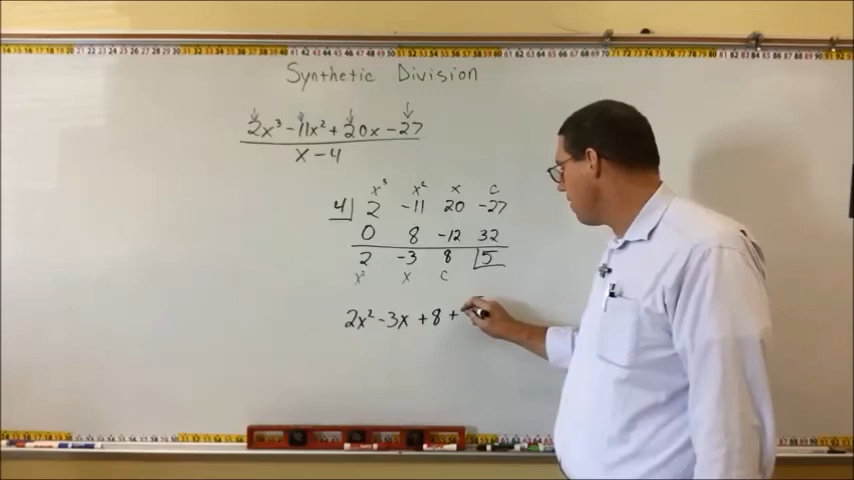 Synthetic Division
2x³ - 11x² + 20x - 27
x - 4
x³ x² x c
4 2 -11 20 -27
0 8 -12 32
2 -3 8 5
x² x c
2x² - 3x + 8 +